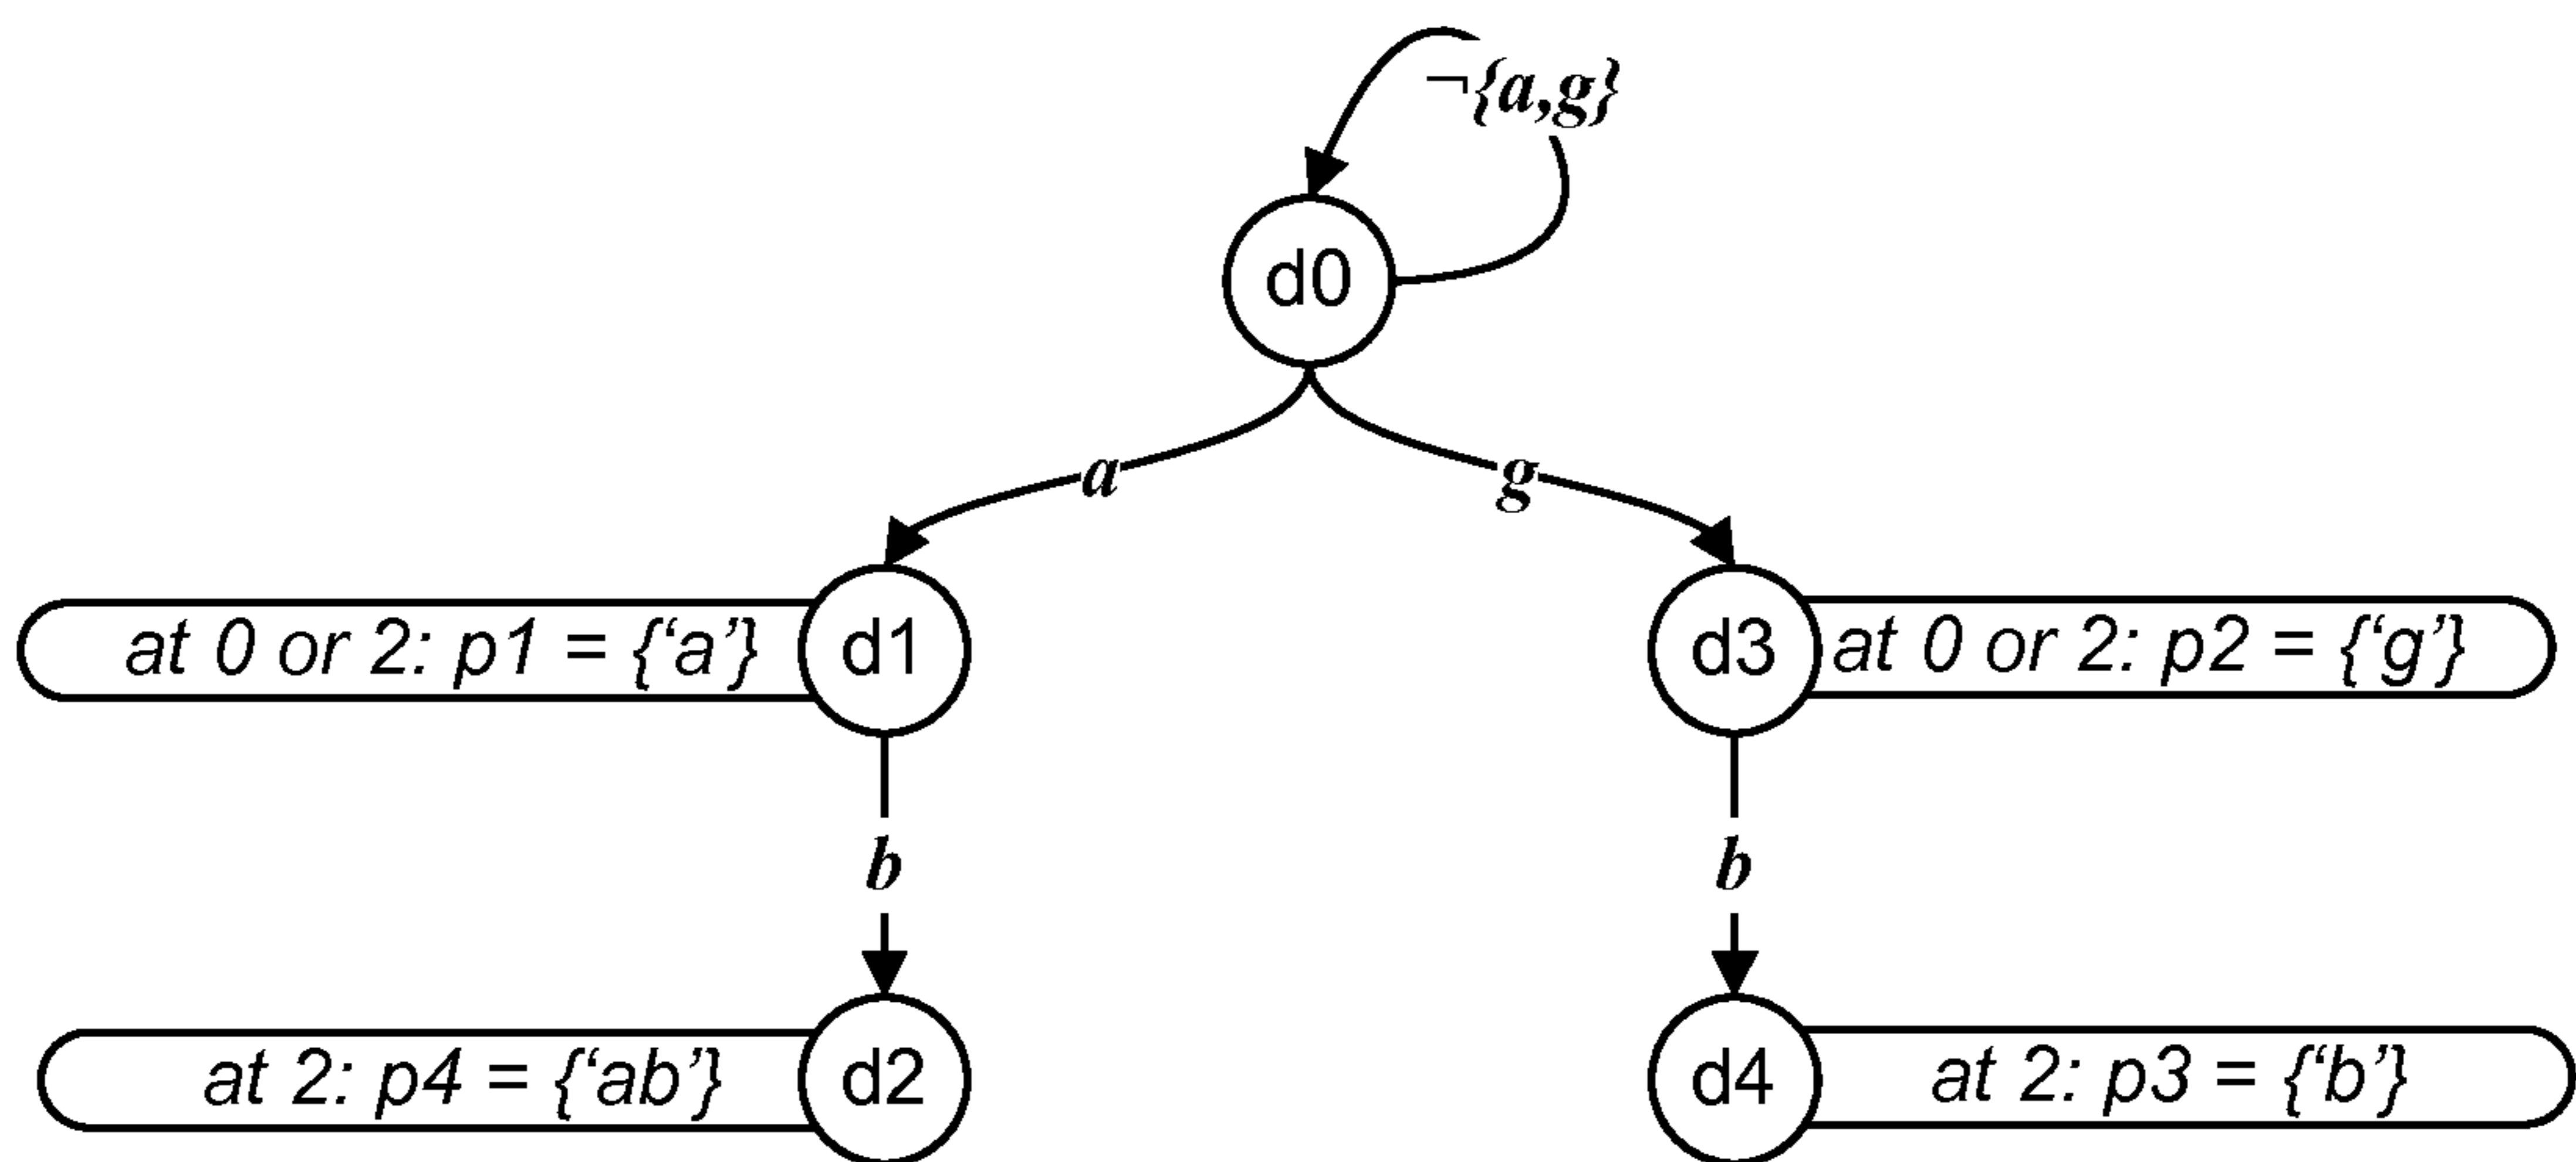 ¬{a,g}
d0
a
g
at 0 or 2: p1 = {‘a’}
d1
d3
at 0 or 2: p2 = {‘g’}
b
b
at 2: p4 = {‘ab’}
d2
d4
at 2: p3 = {‘b’}